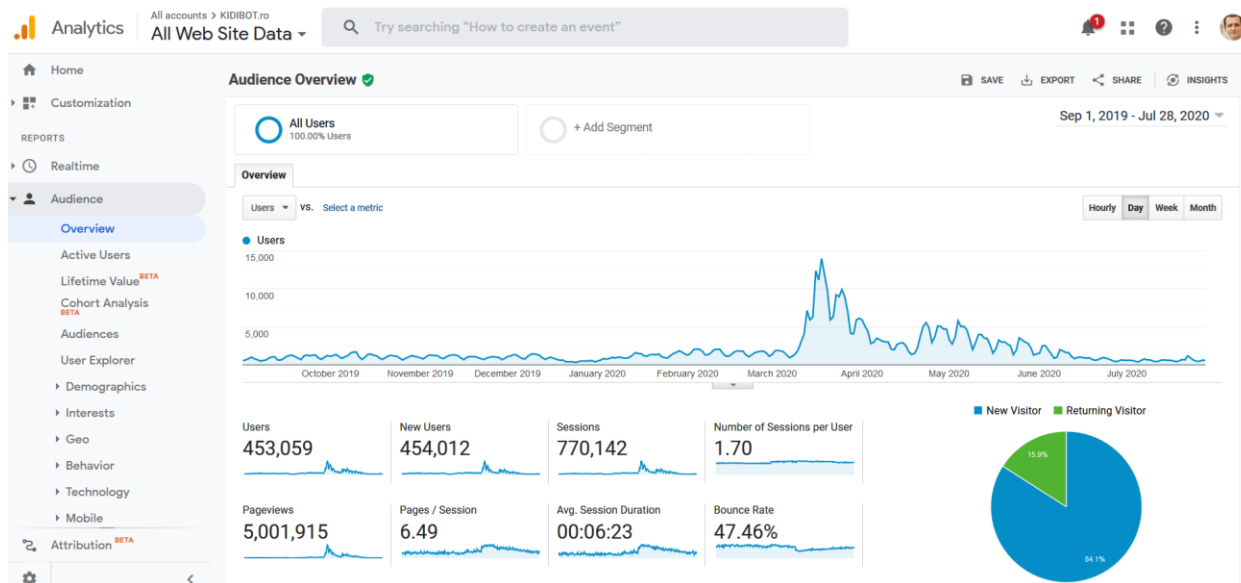 Analytics
All accounts > KIDIBOT.ro
All Web Site Data
Try searching "How to create an event"
1
Home
Customization
REPORTS
Realtime
Audience
Overview
Active Users
Lifetime Value BETA
Cohort Analysis
BETA
Audiences
User Explorer
Demographics
Interests
Geo
Behavior
Technology
Mobile
Attribution BETA
Audience Overview
SAVE
EXPORT
SHARE
INSIGHTS
All Users
100.00% Users
+ Add Segment
Sep 1, 2019 - Jul 28, 2020
Overview
Users VS. Select a metric
Hourly Day Week Month
Users
15,000
10,000
5,000
October 2019 November 2019 December 2019 January 2020 February 2020 March 2020 April 2020 May 2020 June 2020 July 2020
Users
453,059
New Users
454,012
Sessions
770,142
Number of Sessions per User
1.70
Pageviews
5,001,915
Pages / Session
6.49
Avg. Session Duration
00:06:23
Bounce Rate
47.46%
New Visitor Returning Visitor
15.9%
84.1%